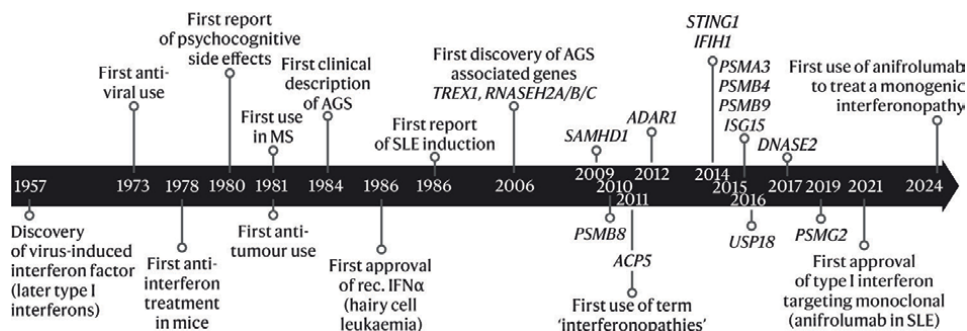 First anti-
viral use
First report
of psychocognitive
side effects
First use
in MS
First clinical
description
of AGS
First report
of SLE induction
First discovery of AGS
associated genes
TREX1, RNASEH2A/B/C
SAMHD1
ADAR1
STING1
IFIH1
PSMA3
PSMB4
PSMB9
ISG15
DNASE2
First use of anifrolumab
to treat a monogenic
interferonopathy
1957
1973
1978
1980
1981
1984
1986
1986
2006
2009
2010
2011
2012
2014
2015
2016
2017
2019
2021
2024
Discovery
of virus-induced
interferon factor
(later type I
interferons)
First anti-
interferon
treatment
in mice
First anti-
tumour use
First approval
of rec. IFNα
(hairy cell
leukaemia)
PSMB8
ACP5
First use of term
‘interferonopathies’
USP18
PSMG2
First approval
of type I interferon
targeting monoclonal
(anifrolumab in SLE)